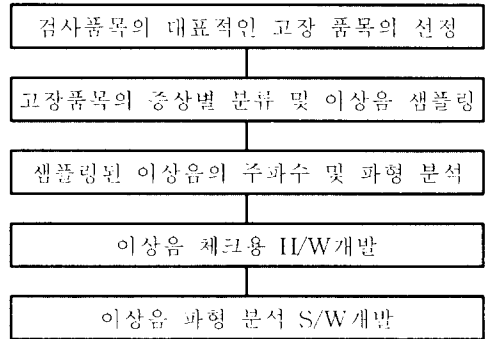 검사품목의 대표적인 고장 품목의 선정
고장품목의 증상별 분류 및 이상음 샘플링
샘플링된 이상음의 주파수 및 파형 분석
이상음 체크용 H/W개발
이상음 파형 분석 S/W개발